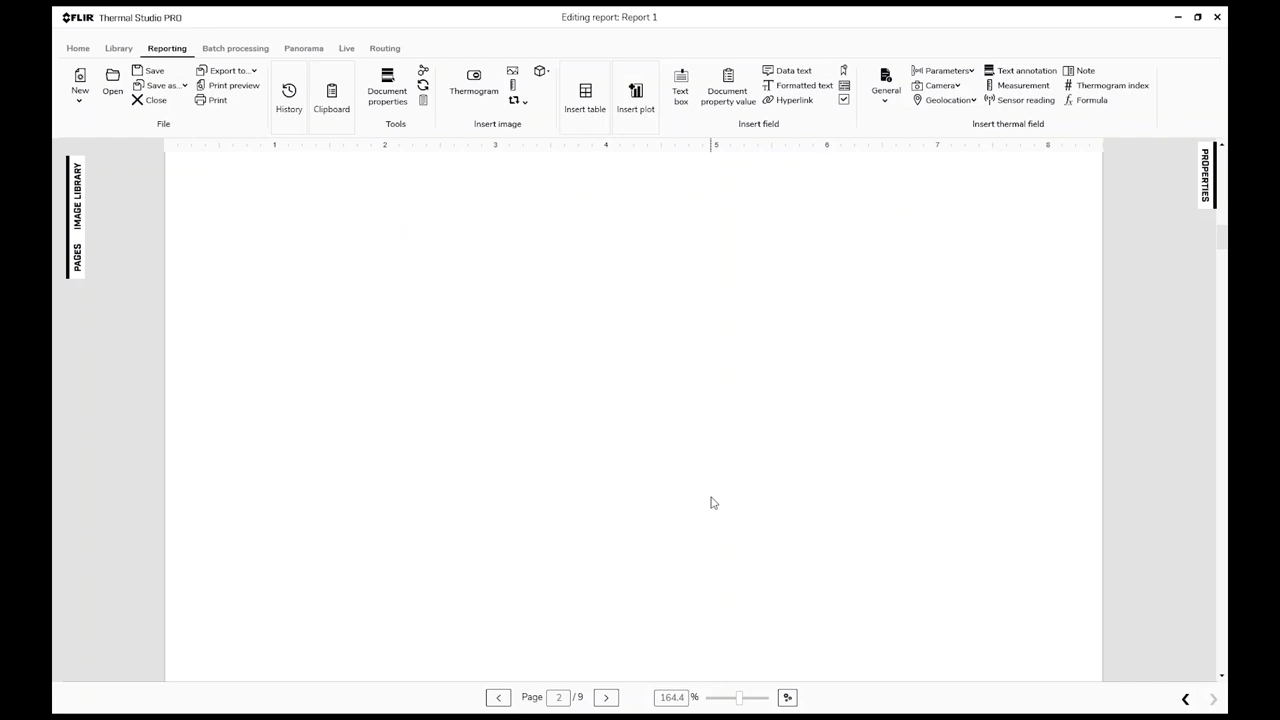 FLIR Thermal Studio PRO
Editing report: Report 1
Home Library Reporting Batch processing Panorama Live Routing
New
Open
Save
Save as...
Close
Export to...
Print preview
Print
File
History
Clipboard
Document properties
Tools
Thermogram
Insert image
Insert table
Insert plot
Text box
Document property value
Data text
Formatted text
Hyperlink
Insert field
General
Parameters
Camera
Geolocation
Text annotation
Measurement
Sensor reading
Note
Thermogram index
Formula
Insert thermal field
1 2 3 4 5 6 7 8
IMAGE LIBRARY
PAGES
PROPERTIES
Page 2 / 9
164.4 %